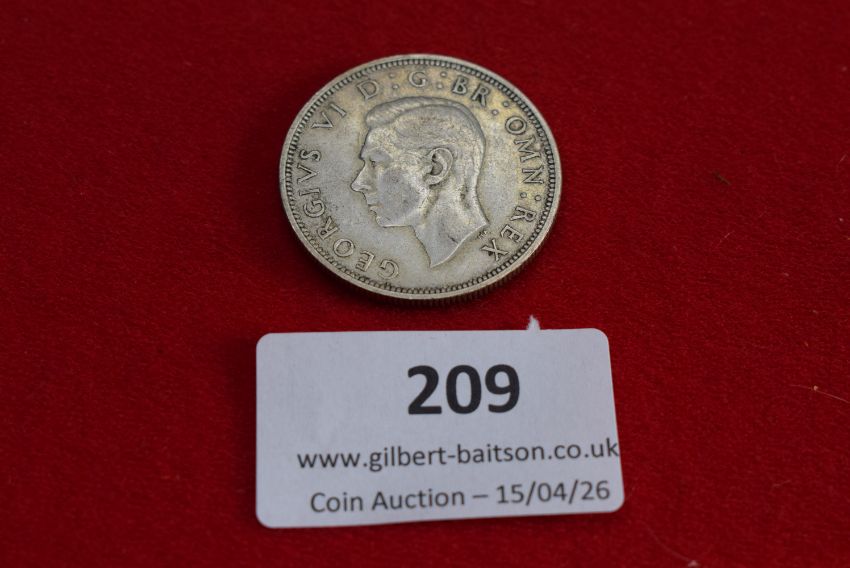 GEORGIVS VI D : G : BR : OMN : REX
209
www.gilbert-baitson.co.uk
Coin Auction – 15/04/26